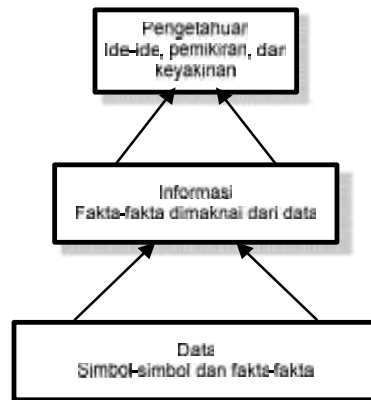 Pengetahuan
Ide-ide, pemikiran, dan
keyakinan
Informasi
Fakta-fakta dimaknai dari data
Data
Simbol-simbol dan fakta-fakta